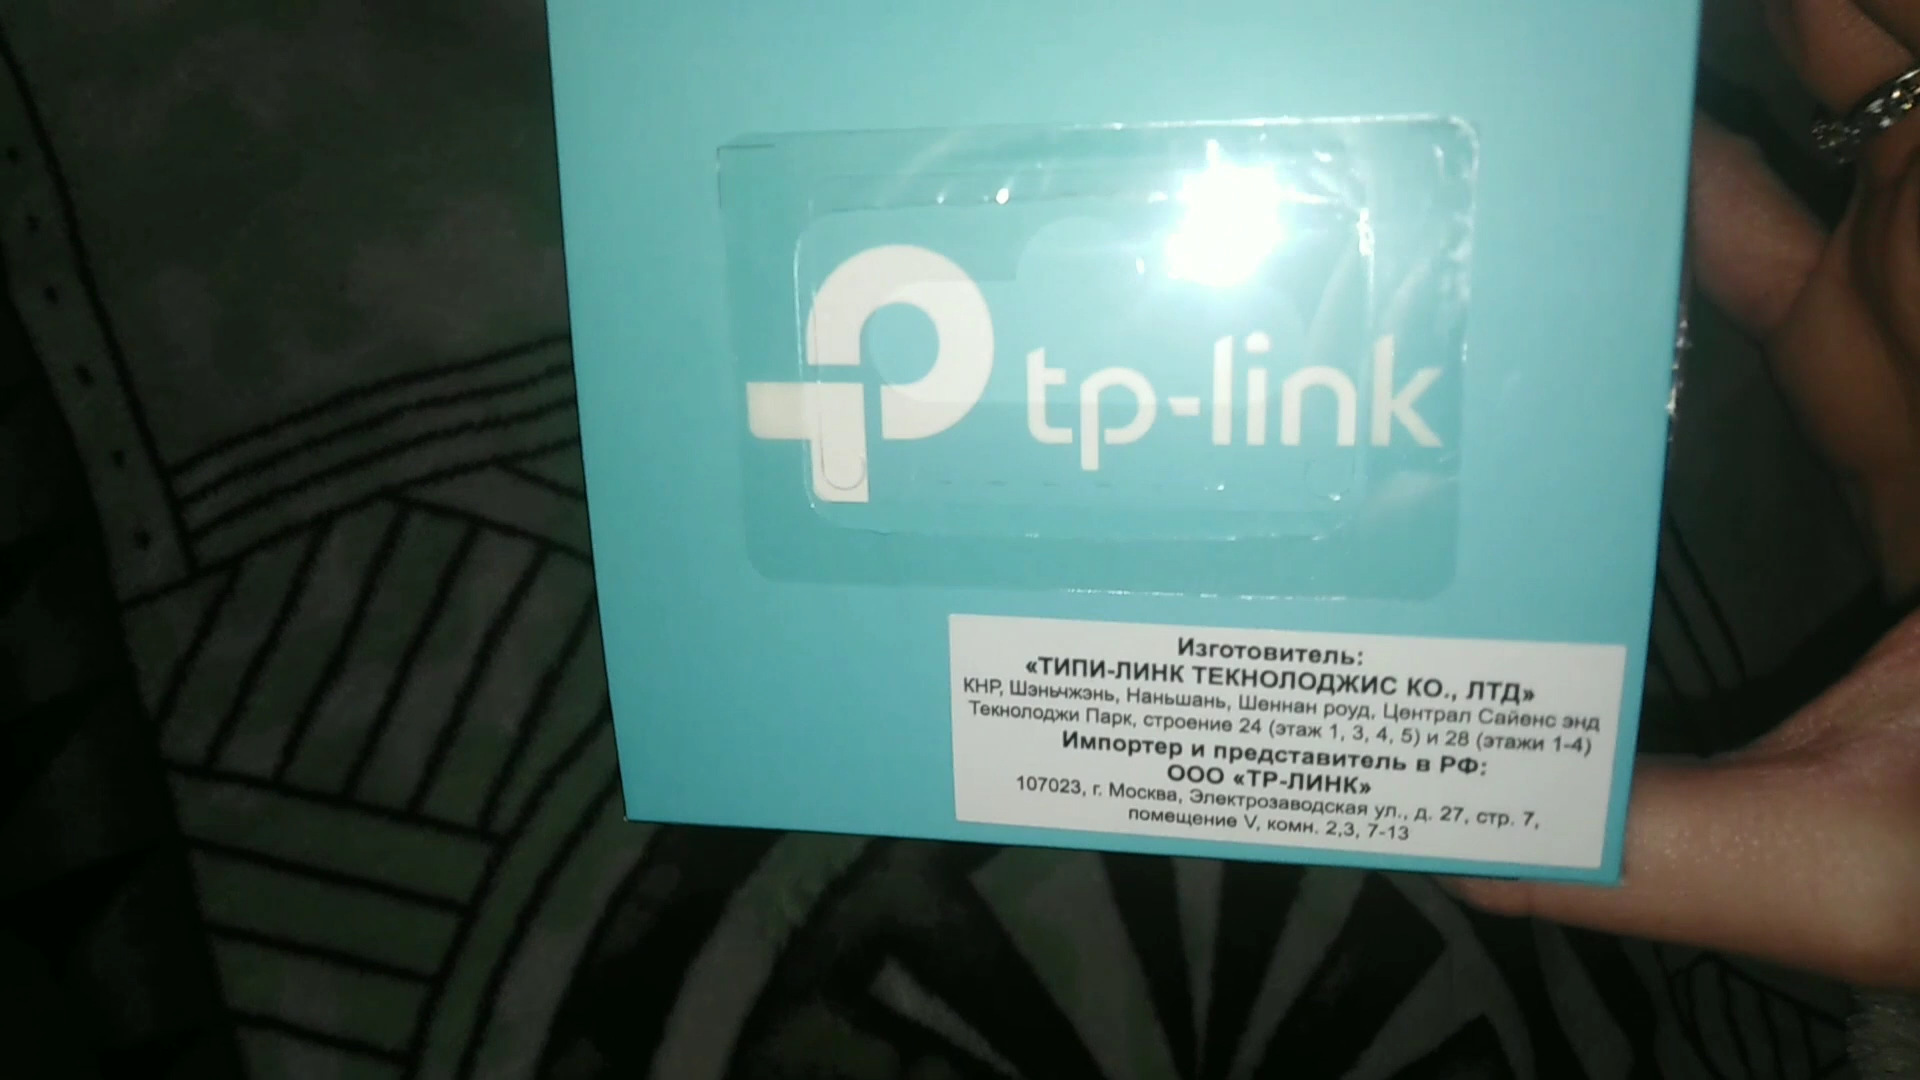 tp-link
Изготовитель:
«ТИПИ-ЛИНК ТЕКНОЛОДЖИС КО., ЛТД»
КНР, Шэньчжэнь, Наньшань, Шеннан роуд, Централ Сайенс энд
Текнолоджи Парк, строение 24 (этаж 1, 3, 4, 5) и 28 (этажи 1-4)
Импортер и представитель в РФ:
ООО «ТР-ЛИНК»
107023, г. Москва, Электрозаводская ул., д. 27, стр. 7,
помещение V, комн. 2,3, 7-13